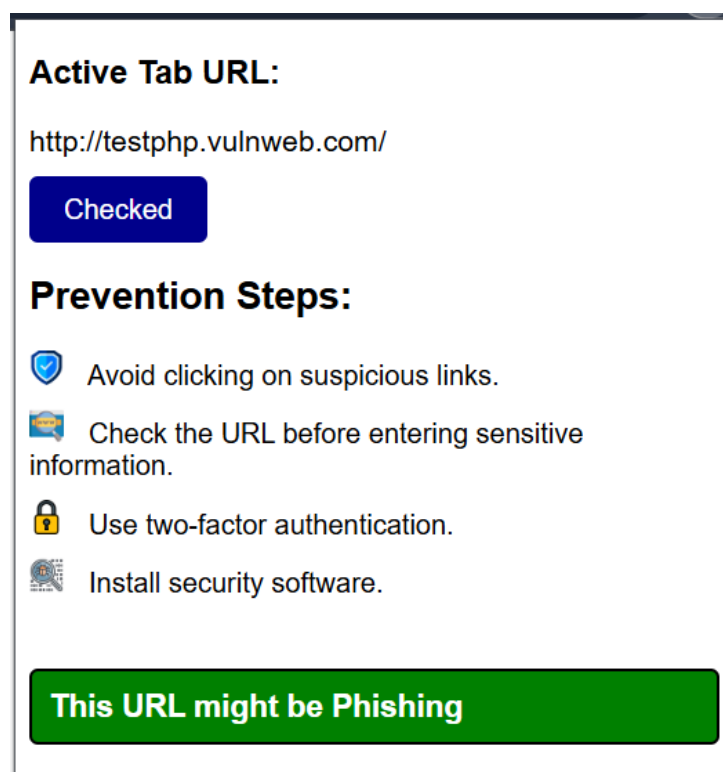 Active Tab URL:
http://testphp.vulnweb.com/
Checked
Prevention Steps:
Avoid clicking on suspicious links.
Check the URL before entering sensitive
information.
Use two-factor authentication.
Install security software.
This URL might be Phishing